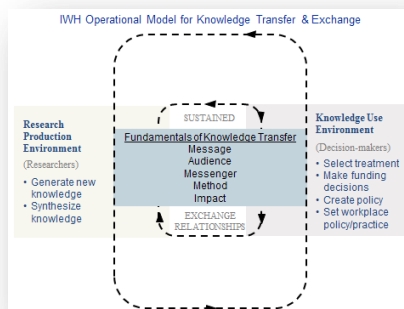 IWH Operational Model for Knowledge Transfer & Exchange
Research
Production
Environment
(Researchers)
• Generate new
knowledge
• Synthesize
knowledge
SUSTAINED
Fundamentals of Knowledge Transfer
Message
Audience
Messenger
Method
Impact
EXCHANGE
RELATIONSHIPS
Knowledge Use
Environment
(Decision-makers)
• Select treatment
• Make funding
decisions
• Create policy
• Set workplace
policy/practice